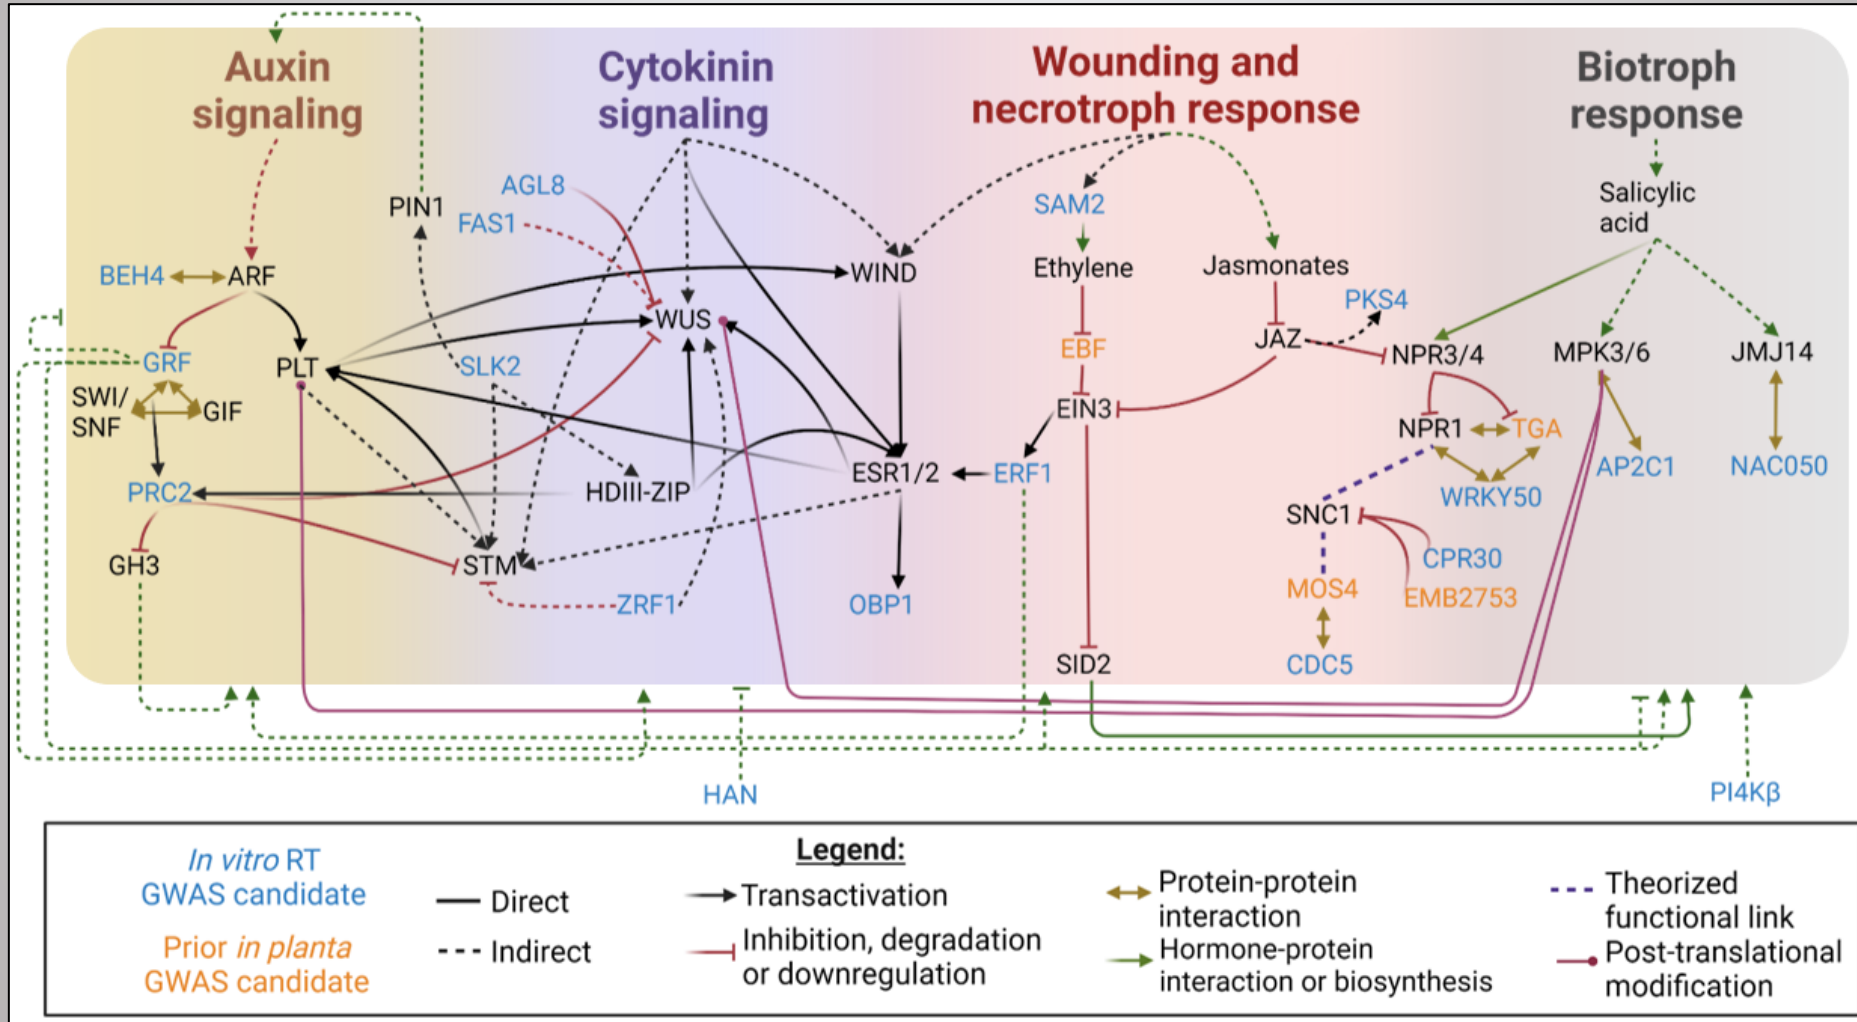 Auxin
signaling
Cytokinin
signaling
Wounding and
necrotroph response
Biotroph
response
PIN1
AGL8
FAS1
SAM2
Salicylic
acid
BEH4
ARF
WIND
Ethylene
Jasmonates
PKS4
WUS
EBF
JAZ
NPR3/4
MPK3/6
JMJ14
GRF
PLT
SLK2
SWI/
SNF
GIF
EIN3
NPR1
TGA
AP2C1
NAC050
PRC2
HDIII-ZIP
ESR1/2
ERF1
WRKY50
SNC1
GH3
STM
CPR30
ZRF1
OBP1
MOS4
EMB2753
SID2
CDC5
HAN
PI4Kβ
Legend:
In vitro RT
GWAS candidate
Prior in planta
GWAS candidate
Direct
Indirect
Transactivation
Inhibition, degradation
or downregulation
Protein-protein
interaction
Hormone-protein
interaction or biosynthesis
Theorized
functional link
Post-translational
modification